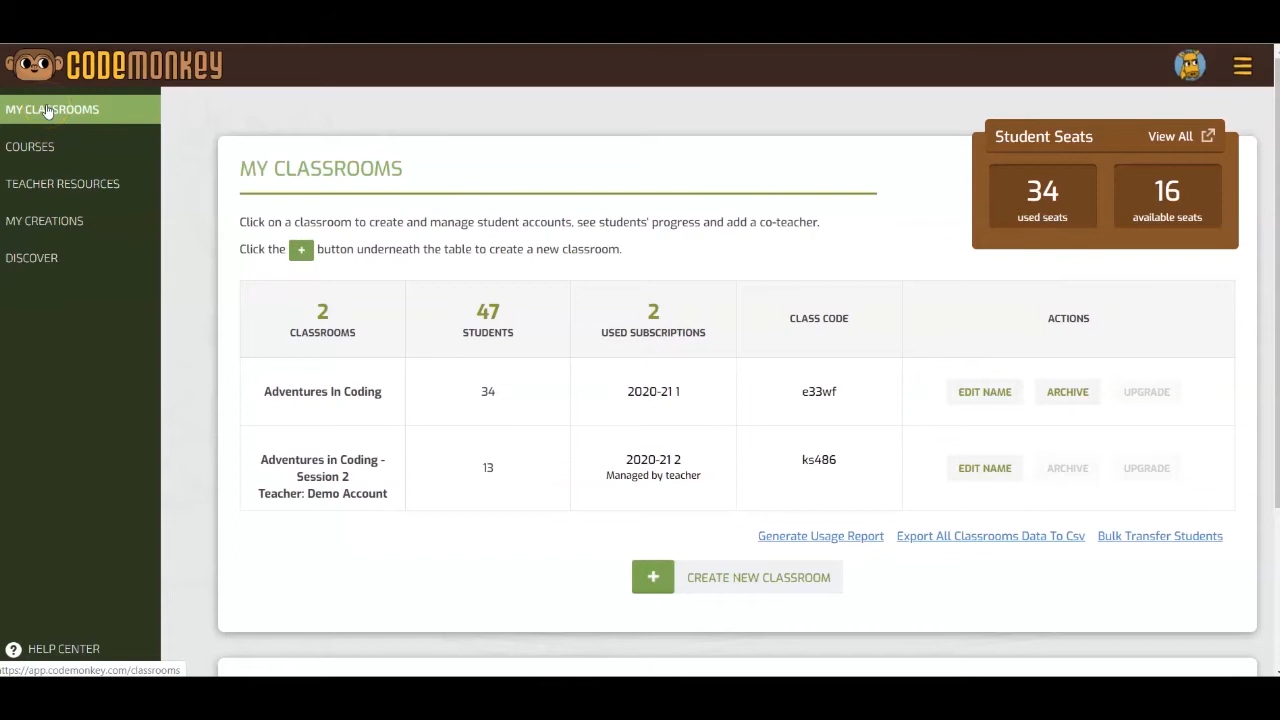 CODEMONKEY
MY CLASSROOMS
COURSES
TEACHER RESOURCES
MY CREATIONS
DISCOVER
? HELP CENTER
https://app.codemonkey.com/classrooms
Student Seats View All
34 16
used seats available seats
MY CLASSROOMS
Click on a classroom to create and manage student accounts, see students' progress and add a co-teacher.
Click the + button underneath the table to create a new classroom.
2 47 2
CLASSROOMS STUDENTS USED SUBSCRIPTIONS CLASS CODE ACTIONS
Adventures In Coding 34 2020-21 1 e33wf EDIT NAME ARCHIVE UPGRADE
Adventures in Coding - 2020-21 2 ks486
Session 2 13 Managed by teacher EDIT NAME ARCHIVE UPGRADE
Teacher: Demo Account
Generate Usage Report Export All Classrooms Data To Csv Bulk Transfer Students
+ CREATE NEW CLASSROOM